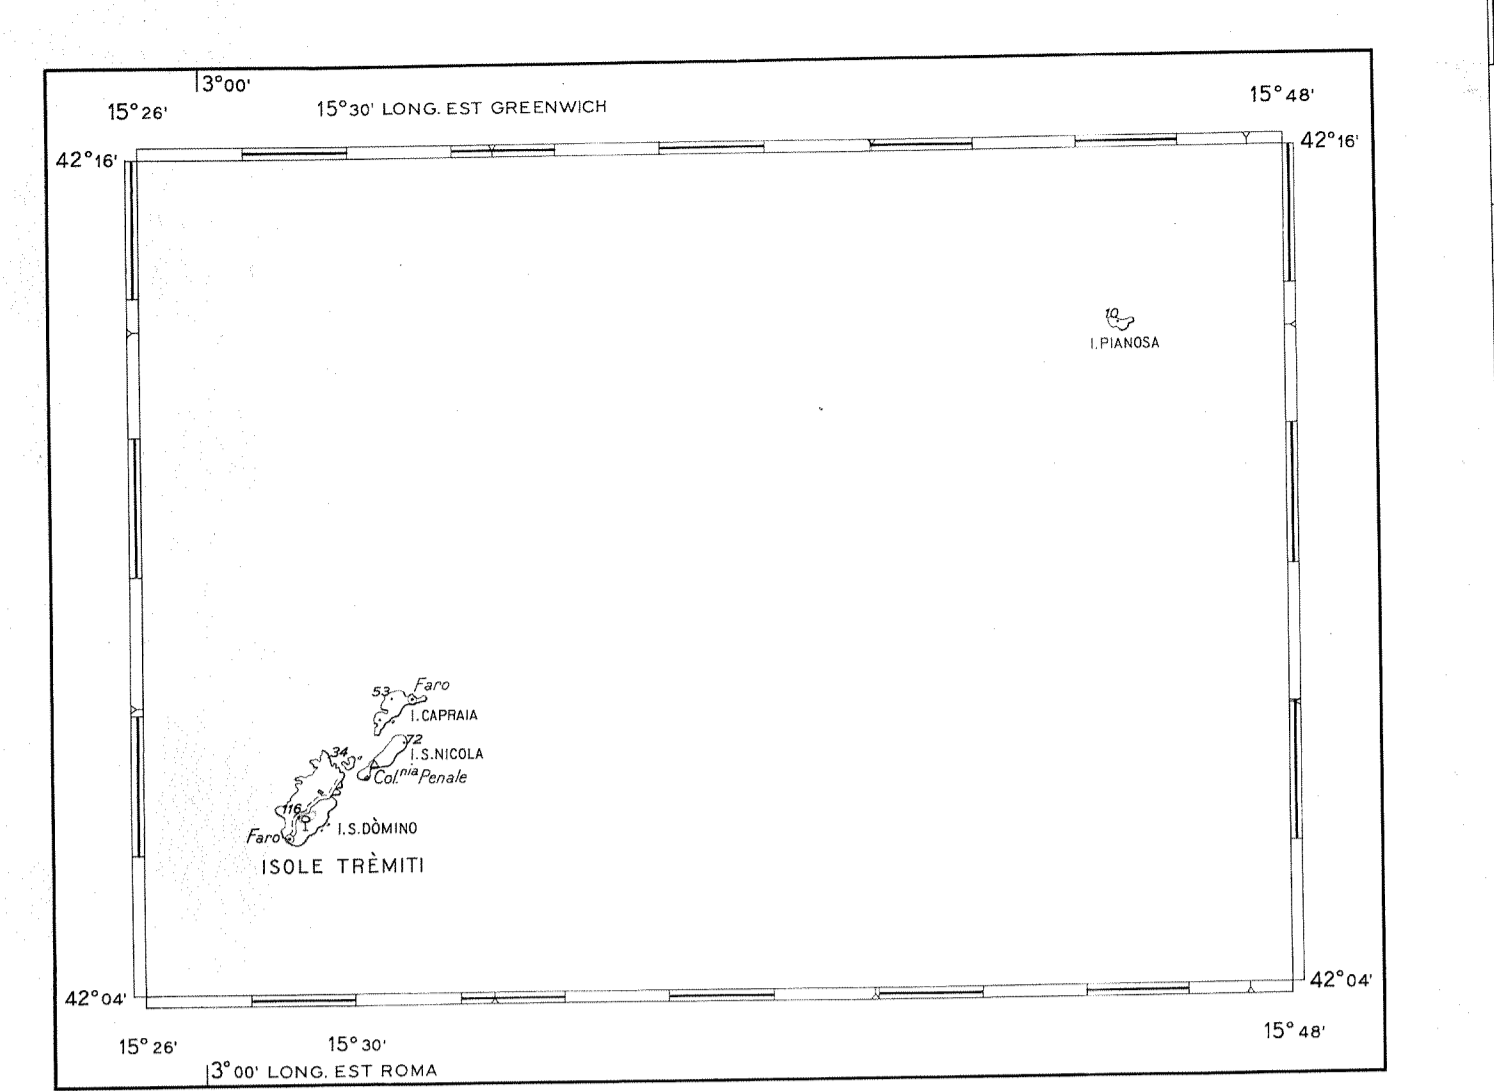 3°00'
15°26'
15°30' LONG. EST GREENWICH
15°48'
42°16'
42°16'
10
I. PIANOSA
53
Faro
I. CAPRAIA
72
34
I. S. NICOLA
Col.nia Penale
116
I. S. DÒMINO
Faro
ISOLE TRÈMITI
42°04'
42°04'
15°26'
15°30'
15°48'
3°00' LONG. EST ROMA